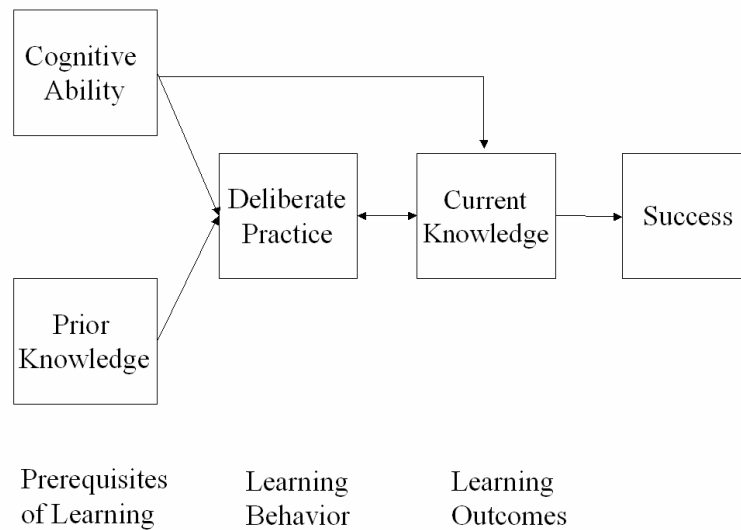 Cognitive
Ability
Deliberate
Practice
Current
Knowledge
Success
Prior
Knowledge
Prerequisites
of Learning
Learning
Behavior
Learning
Outcomes